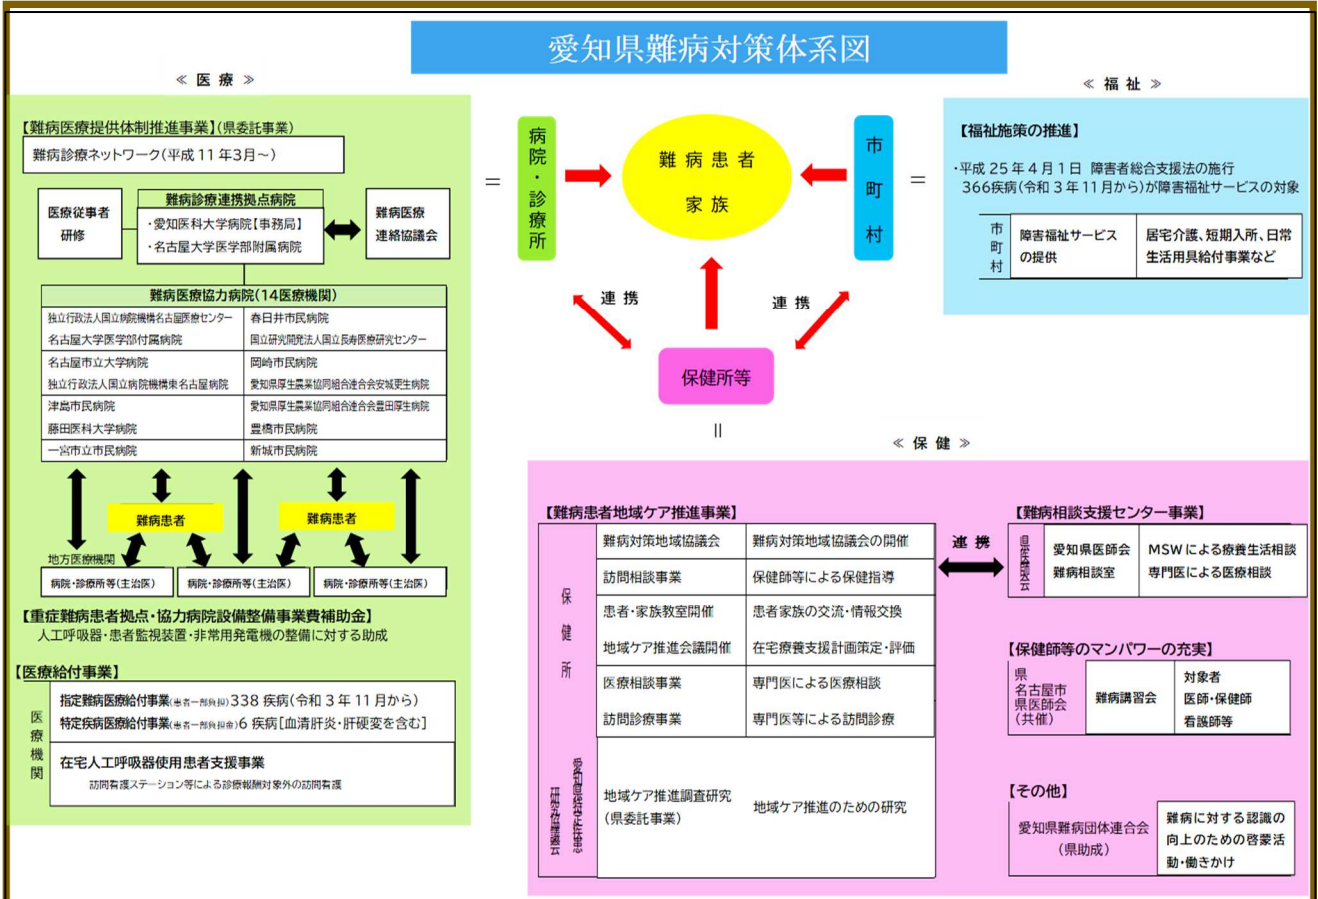 愛知県難病対策体系図
≪ 医 療 ≫
【難病医療提供体制推進事業】(県委託事業)
難病診療ネットワーク(平成11年3月～)
医療従事者
研修
難病診療連携拠点病院
・愛知医科大学病院【事務局】
・名古屋大学医学部附属病院
難病医療
連絡協議会
難病医療協力病院(14医療機関)
独立行政法人国立病院機構名古屋医療センター
春日井市民病院
名古屋大学医学部付属病院
国立研究開発法人国立長寿医療研究センター
名古屋市立大学病院
岡崎市民病院
独立行政法人国立病院機構東名古屋病院
愛知県厚生農業協同組合連合会安城更生病院
津島市民病院
愛知県厚生農業協同組合連合会豊田厚生病院
藤田医科大学病院
豊橋市民病院
一宮市立市民病院
新城市民病院
難病患者
難病患者
地方医療機関
病院・診療所等(主治医)
病院・診療所等(主治医)
病院・診療所等(主治医)
【重症難病患者拠点・協力病院設備整備事業費補助金】
人工呼吸器・患者監視装置・非常用発電機の整備に対する助成
【医療給付事業】
医療機関
指定難病医療給付事業(患者一部負担)338疾病(令和3年11月から)
特定疾病医療給付事業(患者一部負担金)6疾病[血清肝炎・肝硬変を含む]
在宅人工呼吸器使用患者支援事業
訪問看護ステーション等による診療報酬対象外の訪問看護
＝
病院・診療所
難病患者
家族
市町村
＝
連携
連携
保健所等
＝
≪ 福 祉 ≫
【福祉施策の推進】
・平成25年4月1日 障害者総合支援法の施行
366疾病(令和3年11月から)が障害福祉サービスの対象
市町村
障害福祉サービス
の提供
居宅介護、短期入所、日常
生活用具給付事業など
≪ 保 健 ≫
【難病患者地域ケア推進事業】
保健所
難病対策地域協議会
難病対策地域協議会の開催
訪問相談事業
保健師等による保健指導
患者・家族教室開催
患者家族の交流・情報交換
地域ケア推進会議開催
在宅療養支援計画策定・評価
医療相談事業
専門医による医療相談
訪問診療事業
専門医等による訪問診療
愛知県特定疾患
研究協議会
地域ケア推進調査研究
(県委託事業)
地域ケア推進のための研究
連 携
【難病相談支援センター事業】
県医師会
愛知県医師会
難病相談室
MSWによる療養生活相談
専門医による医療相談
【保健師等のマンパワーの充実】
県
名古屋市
県医師会
(共催)
難病講習会
対象者
医師・保健師
看護師等
【その他】
愛知県難病団体連合会
(県助成)
難病に対する認識の
向上のための啓蒙活
動・働きかけ